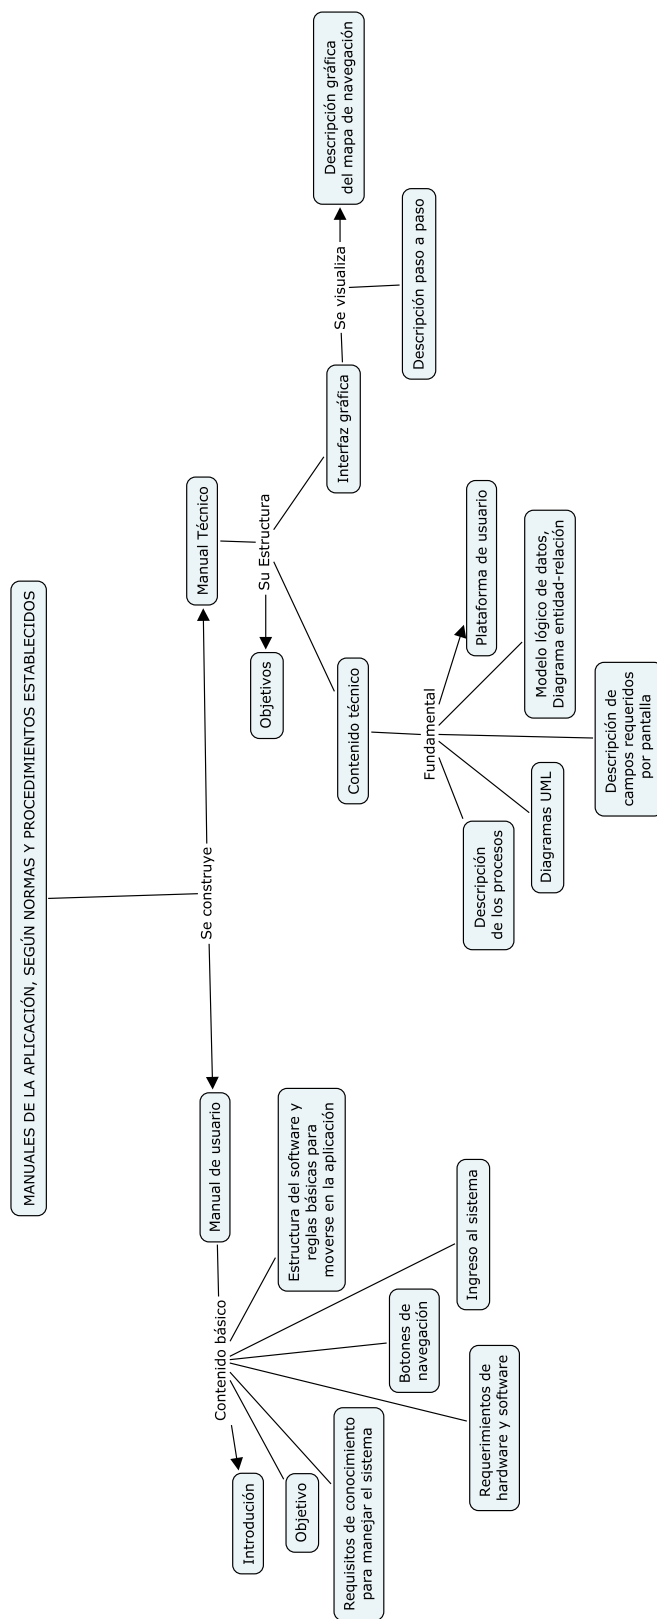 MANUALES DE LA APLICACIÓN, SEGÚN NORMAS Y PROCEDIMIENTOS ESTABLECIDOS
Se construye
Manual de usuario
Contenido básico
Introdución
Objetivo
Requisitos de conocimiento
para manejar el sistema
Requerimientos de
hardware y software
Botones de
navegación
Ingreso al sistema
Estructura del software y
reglas básicas para
moverse en la aplicación
Manual Técnico
Su Estructura
Objetivos
Contenido técnico
Fundamental
Descripción
de los procesos
Diagramas UML
Descripción de
campos requeridos
por pantalla
Modelo lógico de datos,
Diagrama entidad-relación
Plataforma de usuario
Interfaz gráfica
Se visualiza
Descripción paso a paso
Descripción gráfica
del mapa de navegación